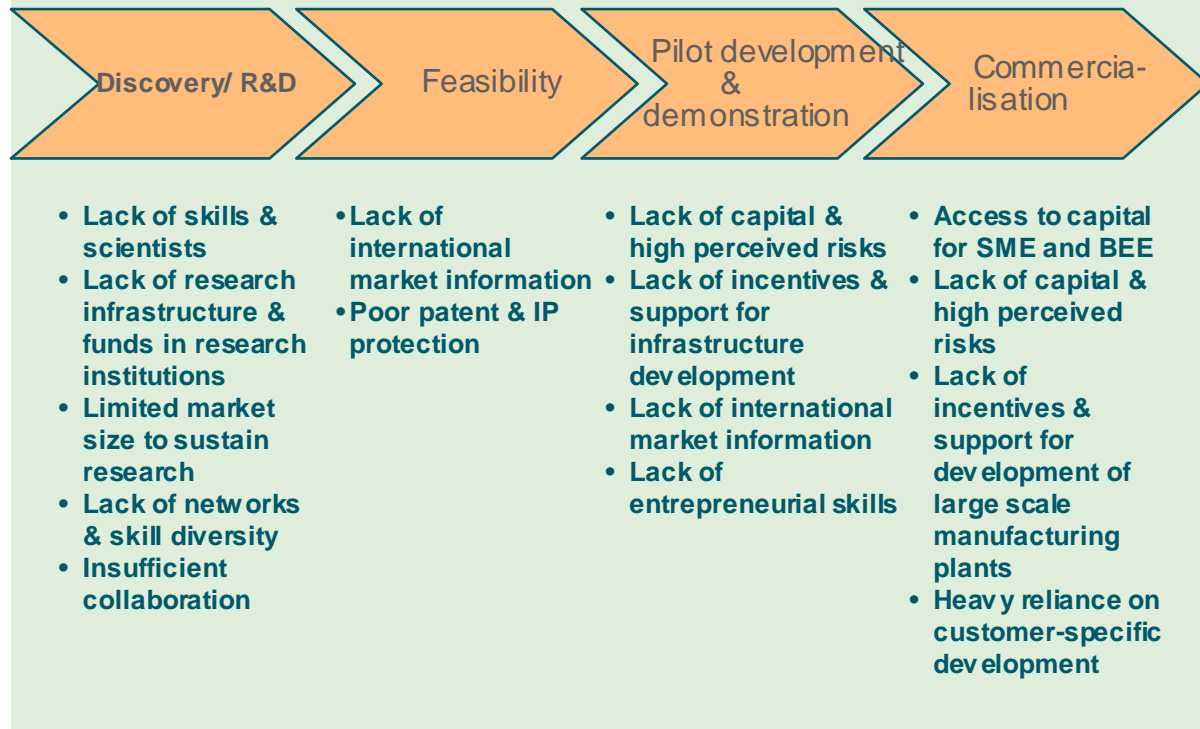 Discovery/ R&D
Feasibility
Pilot development
&
demonstration
Commercia-
lisation
• Lack of skills &
scientists
• Lack of research
infrastructure &
funds in research
institutions
• Limited market
size to sustain
research
• Lack of networks
& skill diversity
• Insufficient
collaboration
• Lack of
international
market information
• Poor patent & IP
protection
• Lack of capital &
high perceived risks
• Lack of incentives &
support for
infrastructure
development
• Lack of international
market information
• Lack of
entrepreneurial skills
• Access to capital
for SME and BEE
• Lack of capital &
high perceived
risks
• Lack of
incentives &
support for
development of
large scale
manufacturing
plants
• Heavy reliance on
customer-specific
development